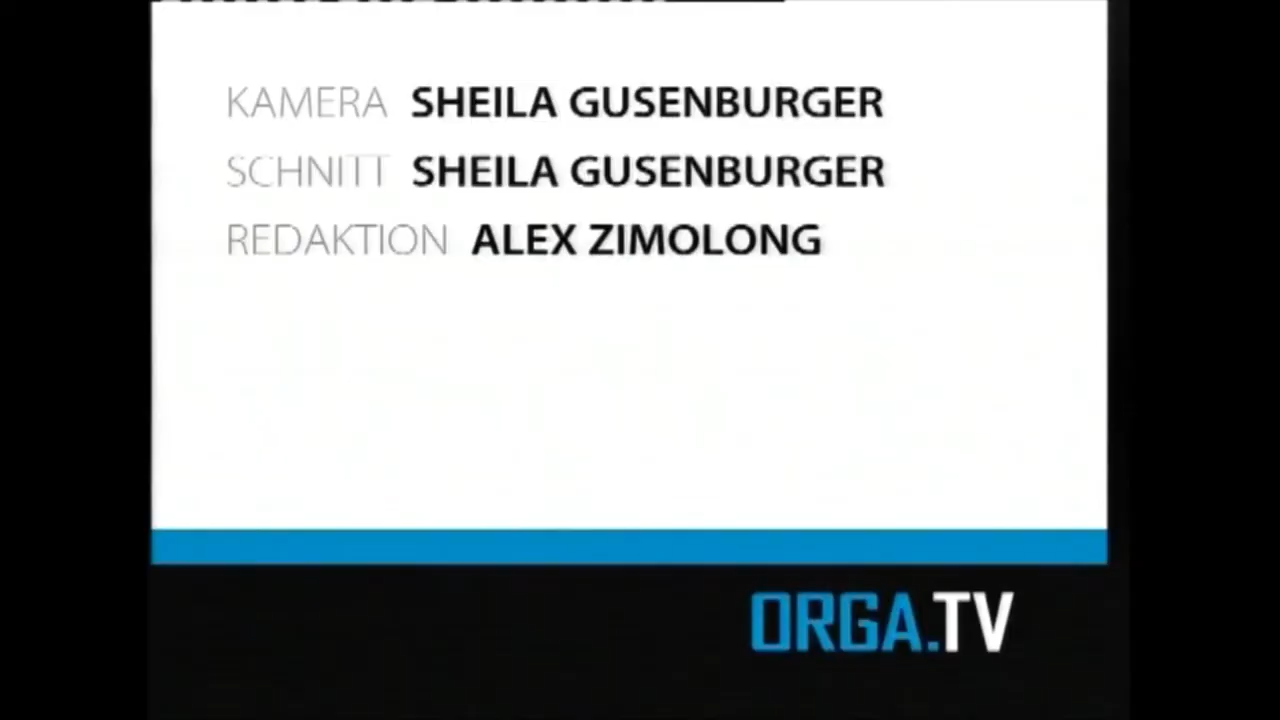 KAMERA SHEILA GUSENBURGER
SCHNITT SHEILA GUSENBURGER
REDAKTION ALEX ZIMOLONG
ORGA.TV